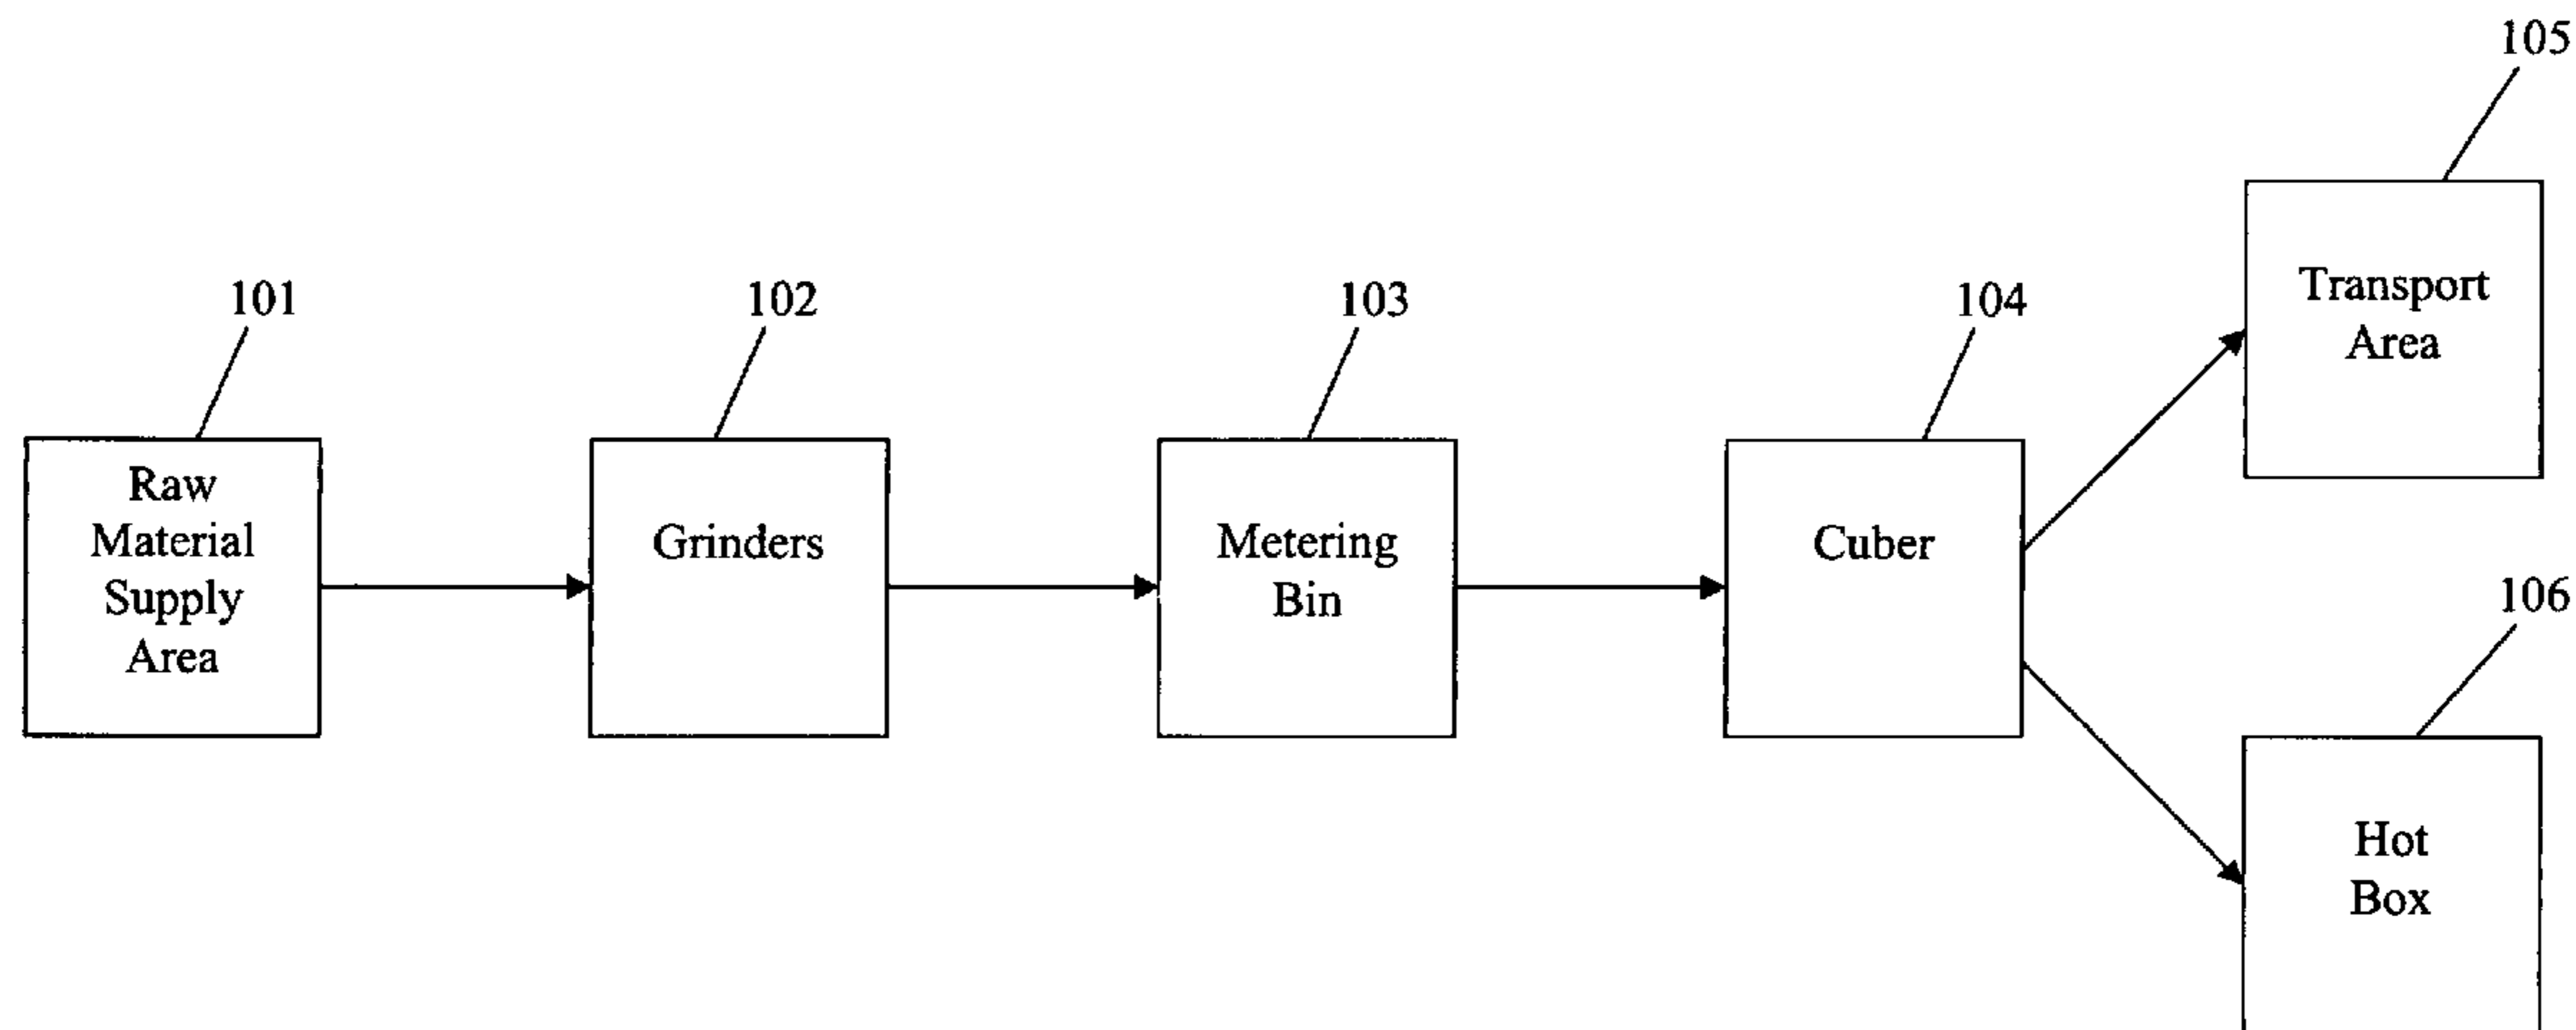 105
Transport
Area
101
102
103
104
Raw
Material
Supply
Area
Grinders
Metering
Bin
Cuber
106
Hot
Box